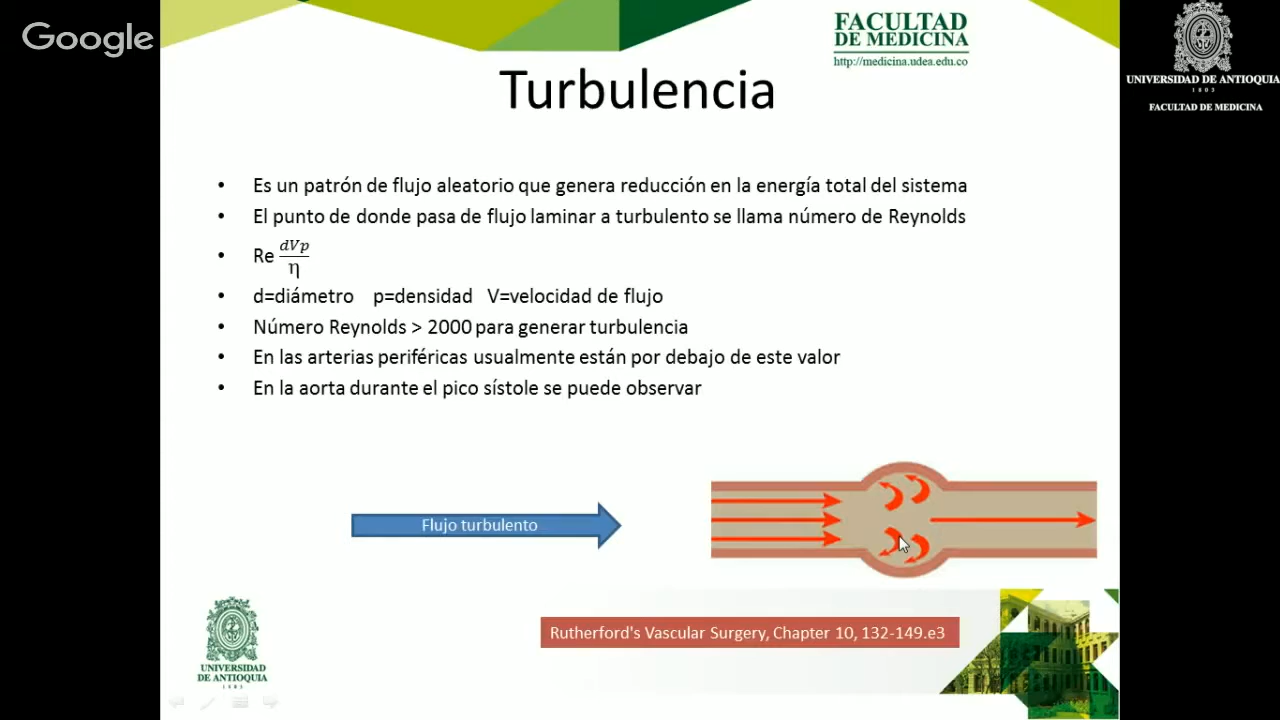 Google
FACULTAD
DE MEDICINA
http://medicina.udea.edu.co
UNIVERSIDAD DE ANTIOQUIA
1803
FACULTAD DE MEDICINA
Turbulencia
• Es un patrón de flujo aleatorio que genera reducción en la energía total del sistema
• El punto de donde pasa de flujo laminar a turbulento se llama número de Reynolds
• Re dVp/η
• d=diámetro p=densidad V=velocidad de flujo
• Número Reynolds > 2000 para generar turbulencia
• En las arterias periféricas usualmente están por debajo de este valor
• En la aorta durante el pico sístole se puede observar
Flujo turbulento
Rutherford's Vascular Surgery, Chapter 10, 132-149.e3
UNIVERSIDAD
DE ANTIOQUIA
1803